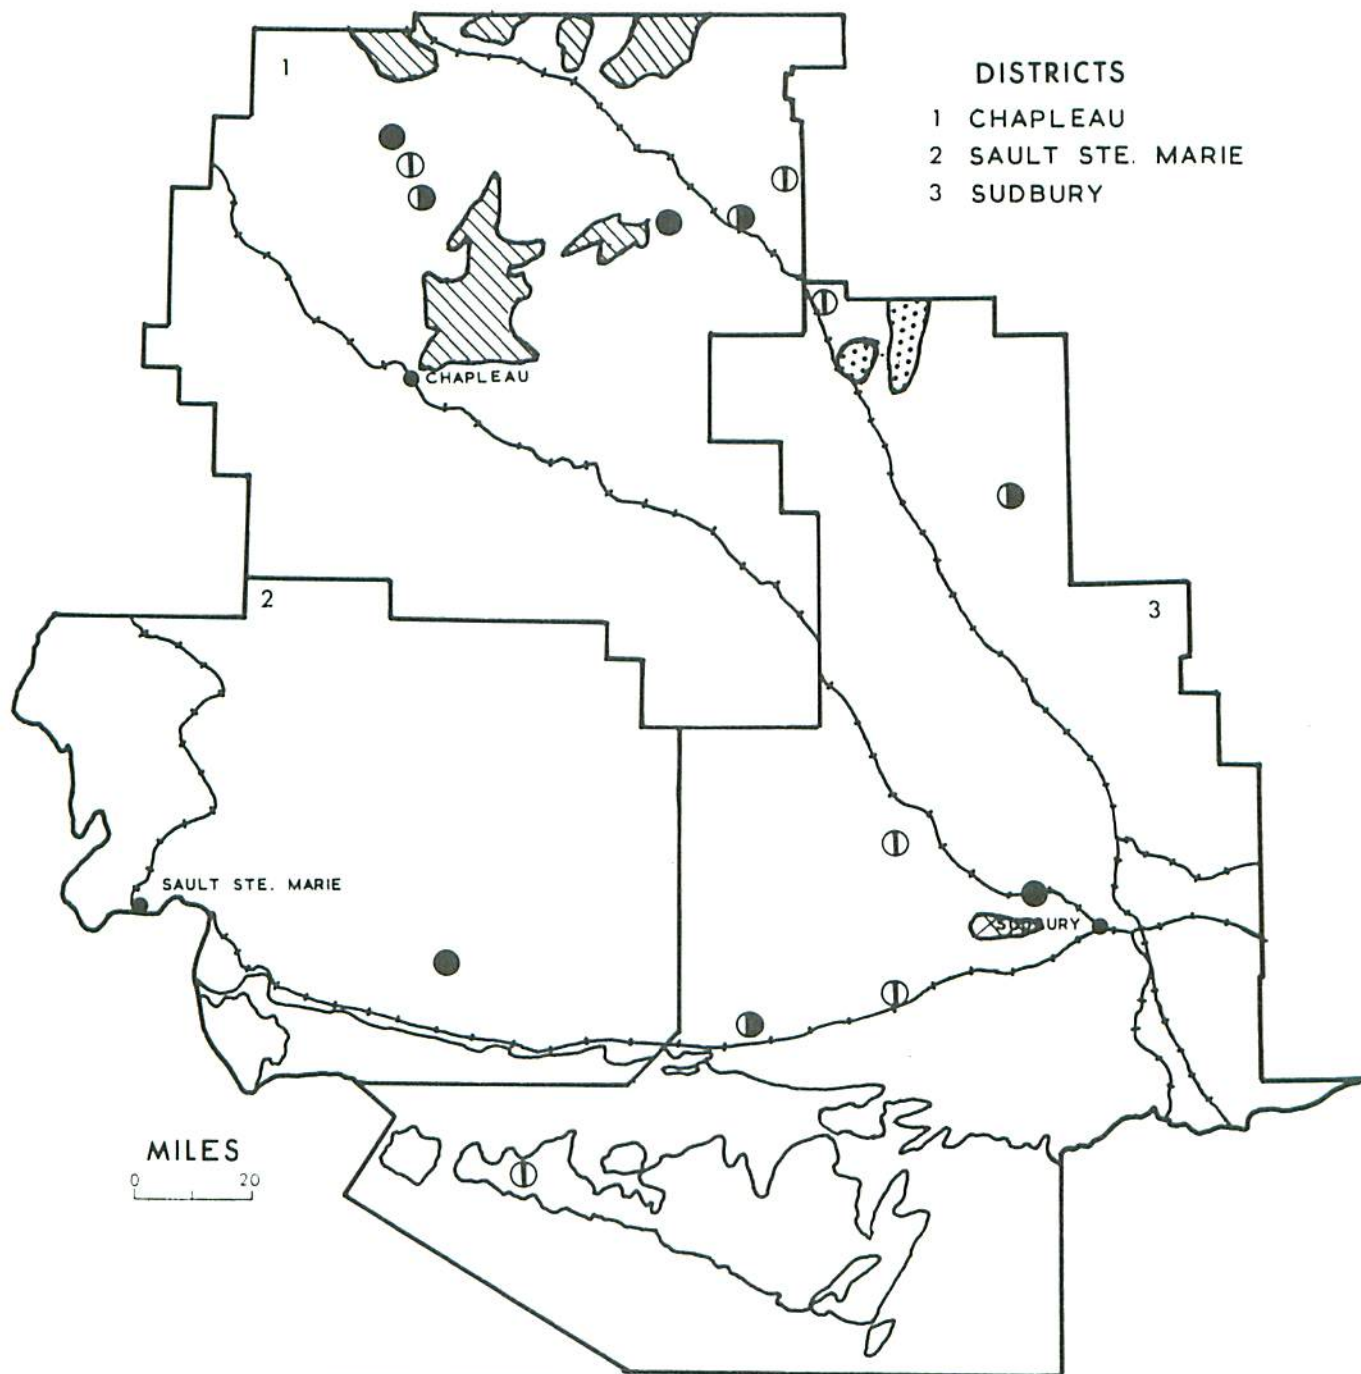 1
DISTRICTS
1 CHAPLEAU
2 SAULT STE. MARIE
3 SUDBURY
CHAPLEAU
2
3
SAULT STE. MARIE
SUDBURY
MILES
0 20